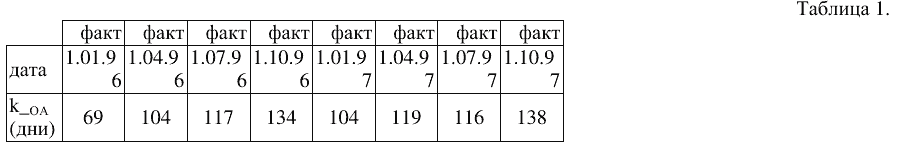 Таблица 1.
факт факт факт факт факт факт факт факт
дата 1.01.96 1.04.96 1.07.96 1.10.96 1.01.97 1.04.97 1.07.97 1.10.97
k_OA (дни) 69 104 117 134 104 119 116 138